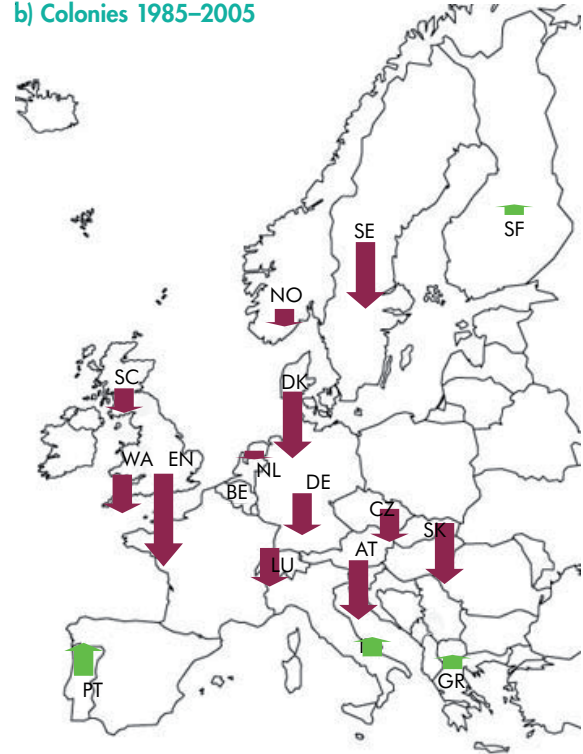 b) Colonies 1985–2005
SE
SF
NO
SC
DK
WA
EN
NL
DE
BE
CZ
SK
AT
LU
PT
GR